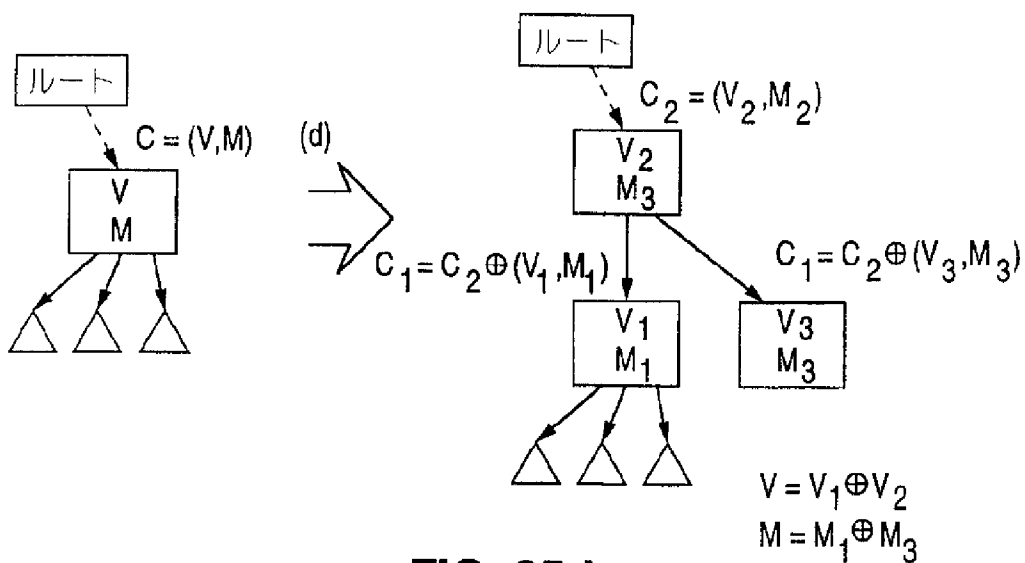 ルート
C = (V,M)
V
M
(d)
ルート
C2 = (V2,M2)
V2
M3
C1 = C2 ⊕ (V1,M1)
C1 = C2 ⊕ (V3,M3)
V1
M1
V3
M3
V = V1 ⊕ V2
M = M1 ⊕ M3